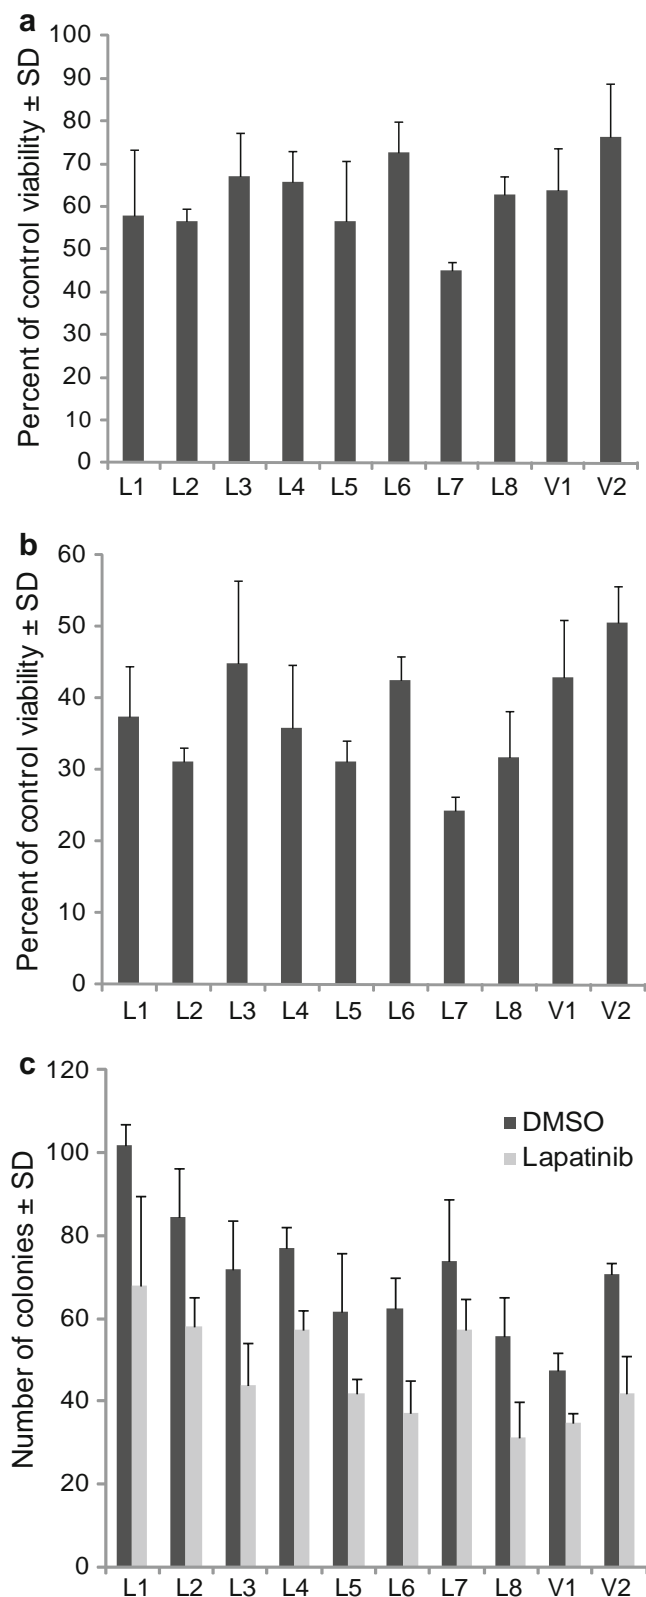 a
Percent of control viability ± SD
100
90
80
70
60
50
40
30
20
10
0
L1 L2 L3 L4 L5 L6 L7 L8 V1 V2
b
Percent of control viability ± SD
60
50
40
30
20
10
0
L1 L2 L3 L4 L5 L6 L7 L8 V1 V2
c
Number of colonies ± SD
120
100
80
60
40
20
0
DMSO
Lapatinib
L1 L2 L3 L4 L5 L6 L7 L8 V1 V2